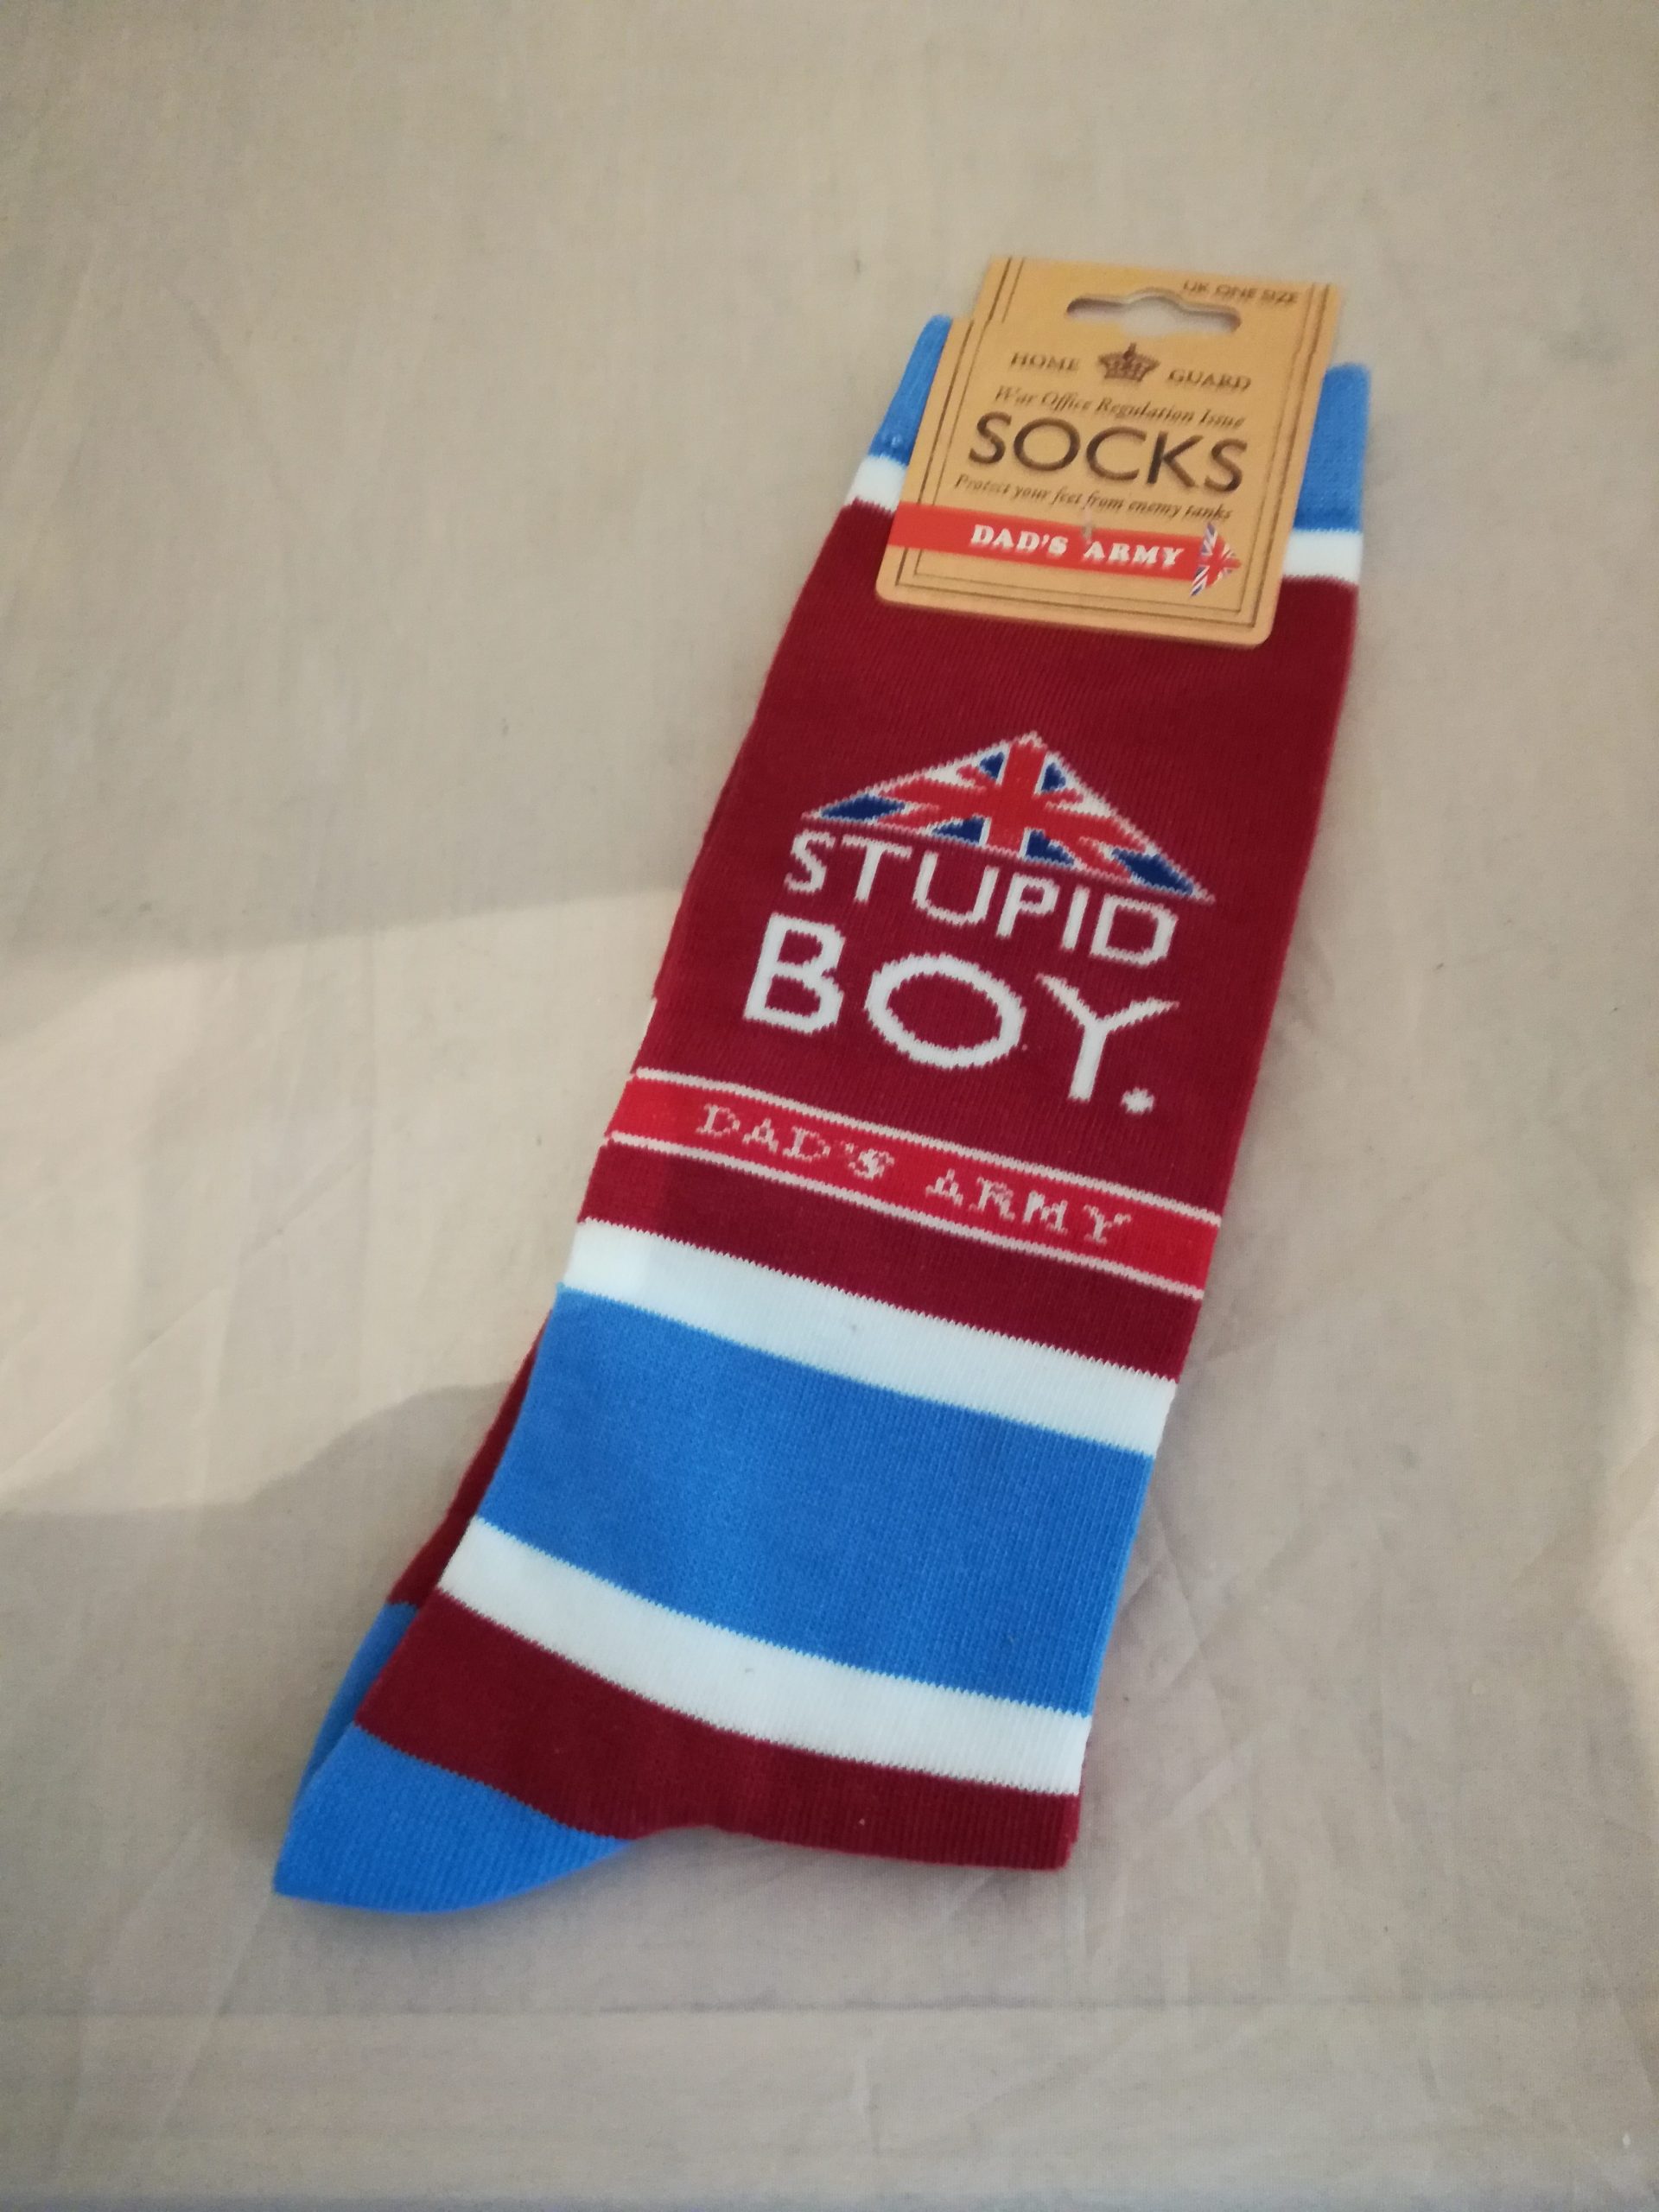 UK ONE SIZE
HOME GUARD
War Office Regulation Issue
SOCKS
Protect your feet from enemy tanks
DAD'S ARMY
STUPID
BOY.
DAD'S ARMY